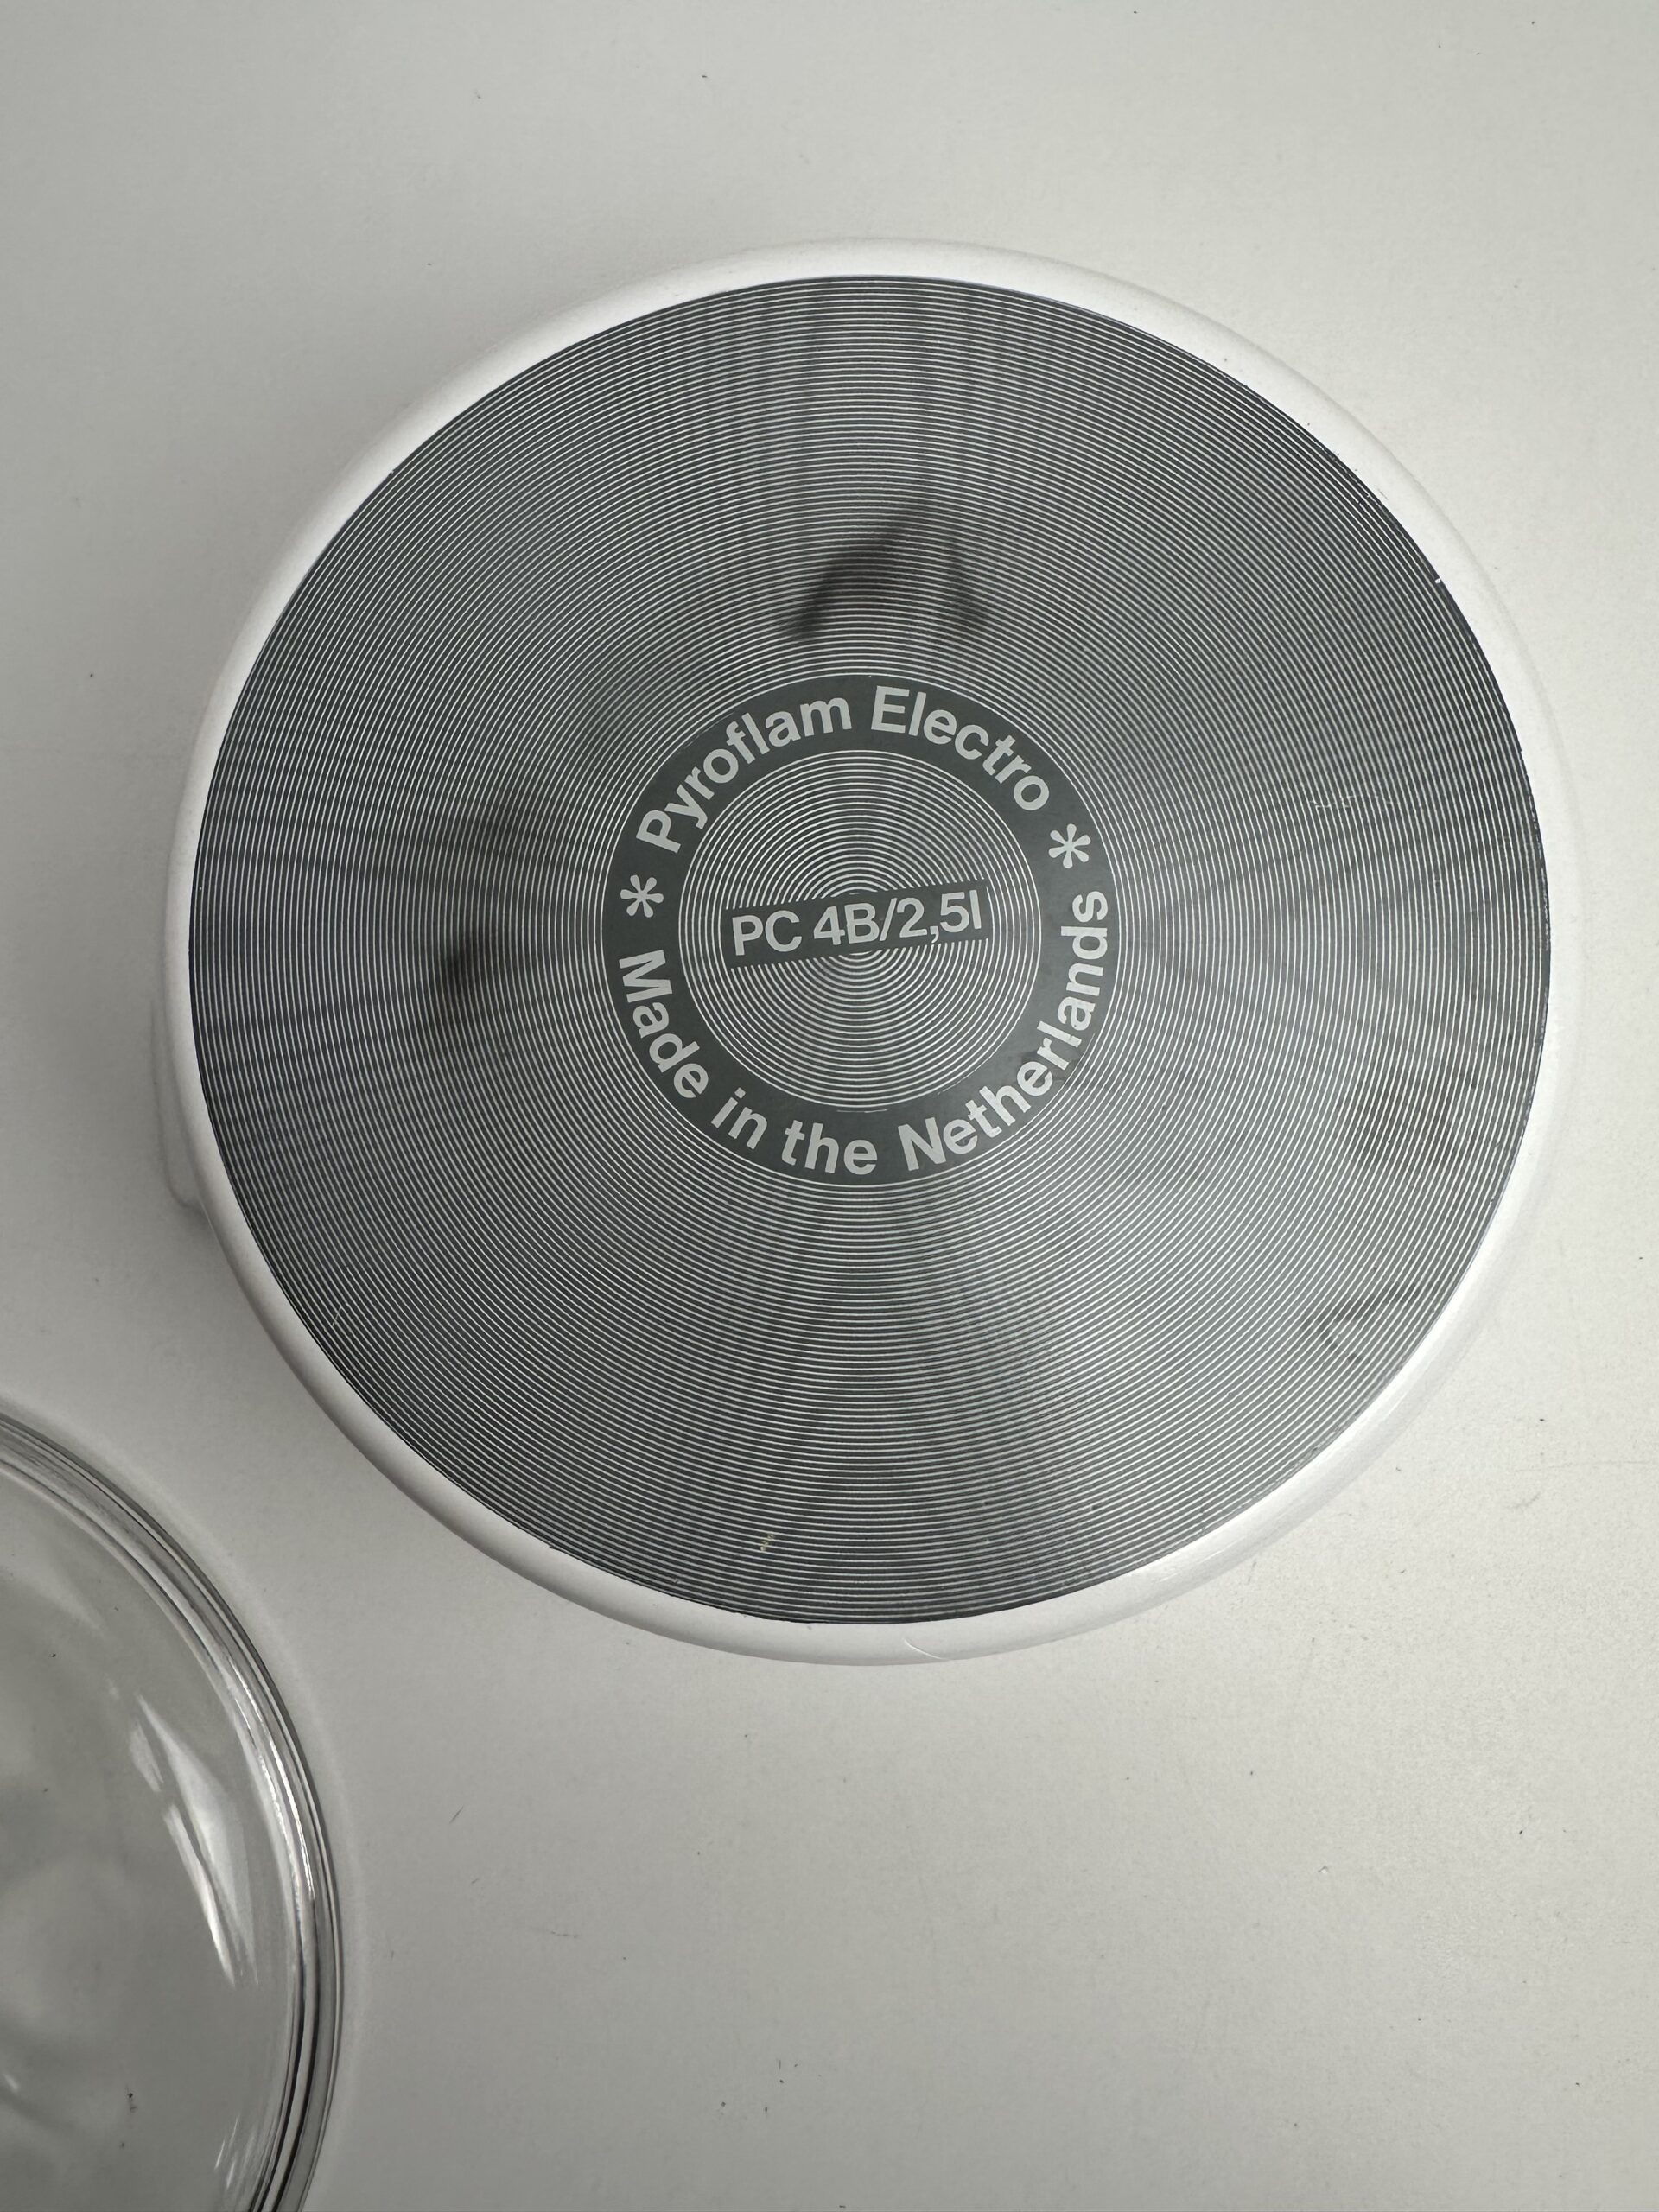 * Pyroflam Electro *
PC 4B/2,5l
Made in the Netherlands